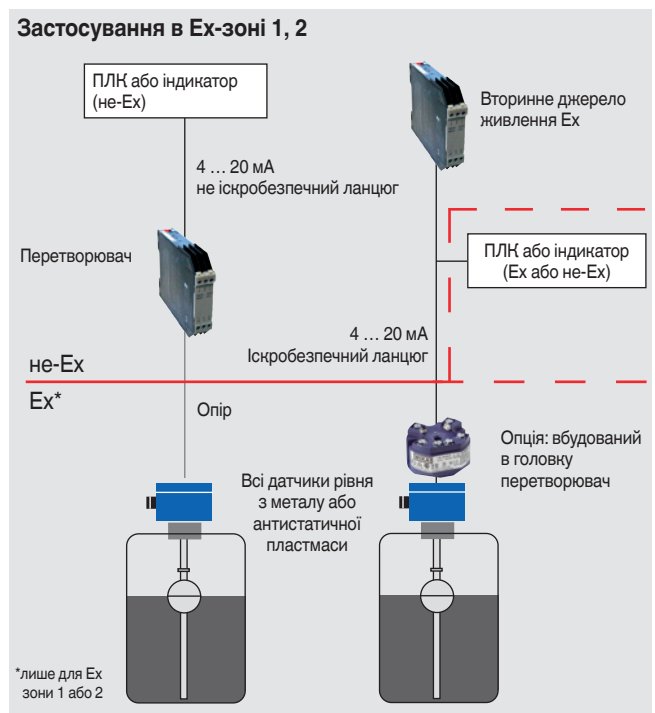 Застосування в Ex-зоні 1, 2
ПЛК або індикатор
(не-Ex)
Вторинне джерело
живлення Ex
4 … 20 мА
не іскробезпечний ланцюг
Перетворювач
ПЛК або індикатор
(Ex або не-Ex)
4 … 20 мА
Іскробезпечний ланцюг
не-Ex
Ex*
Опір
Опція: вбудований
в головку
перетворювач
Всі датчики рівня
з металу або
антистатичної
пластмаси
*лише для Ex
зони 1 або 2